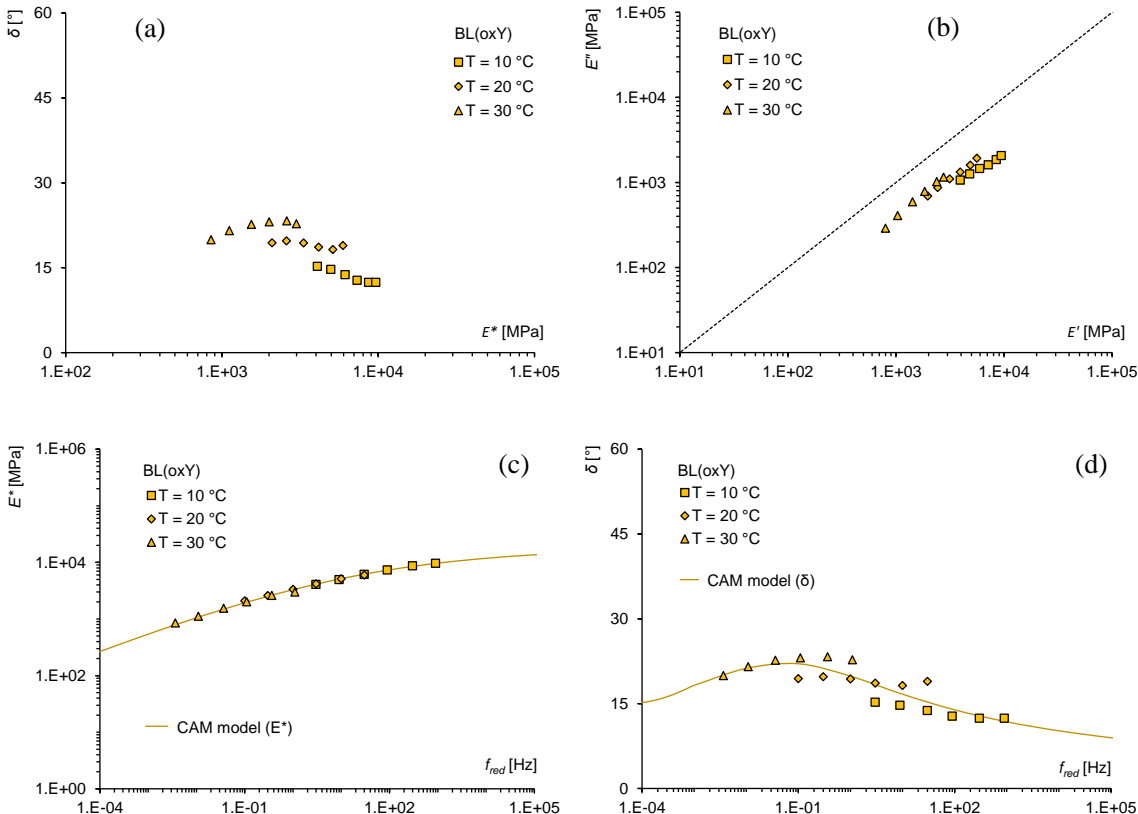 (a)
δ [°]
BL(oxY)
T = 10 °C
T = 20 °C
T = 30 °C
60
45
30
15
0
E* [MPa]
1.E+02
1.E+03
1.E+04
1.E+05
(b)
E'' [MPa]
BL(oxY)
T = 10 °C
T = 20 °C
T = 30 °C
1.E+05
1.E+04
1.E+03
1.E+02
1.E+01
E' [MPa]
1.E+01
1.E+02
1.E+03
1.E+04
1.E+05
(c)
E* [MPa]
BL(oxY)
T = 10 °C
T = 20 °C
T = 30 °C
1.E+06
1.E+04
1.E+02
1.E+00
CAM model (E*)
fred [Hz]
1.E-04
1.E-01
1.E+02
1.E+05
(d)
δ [°]
BL(oxY)
T = 10 °C
T = 20 °C
T = 30 °C
CAM model (δ)
60
45
30
15
0
fred [Hz]
1.E-04
1.E-01
1.E+02
1.E+05